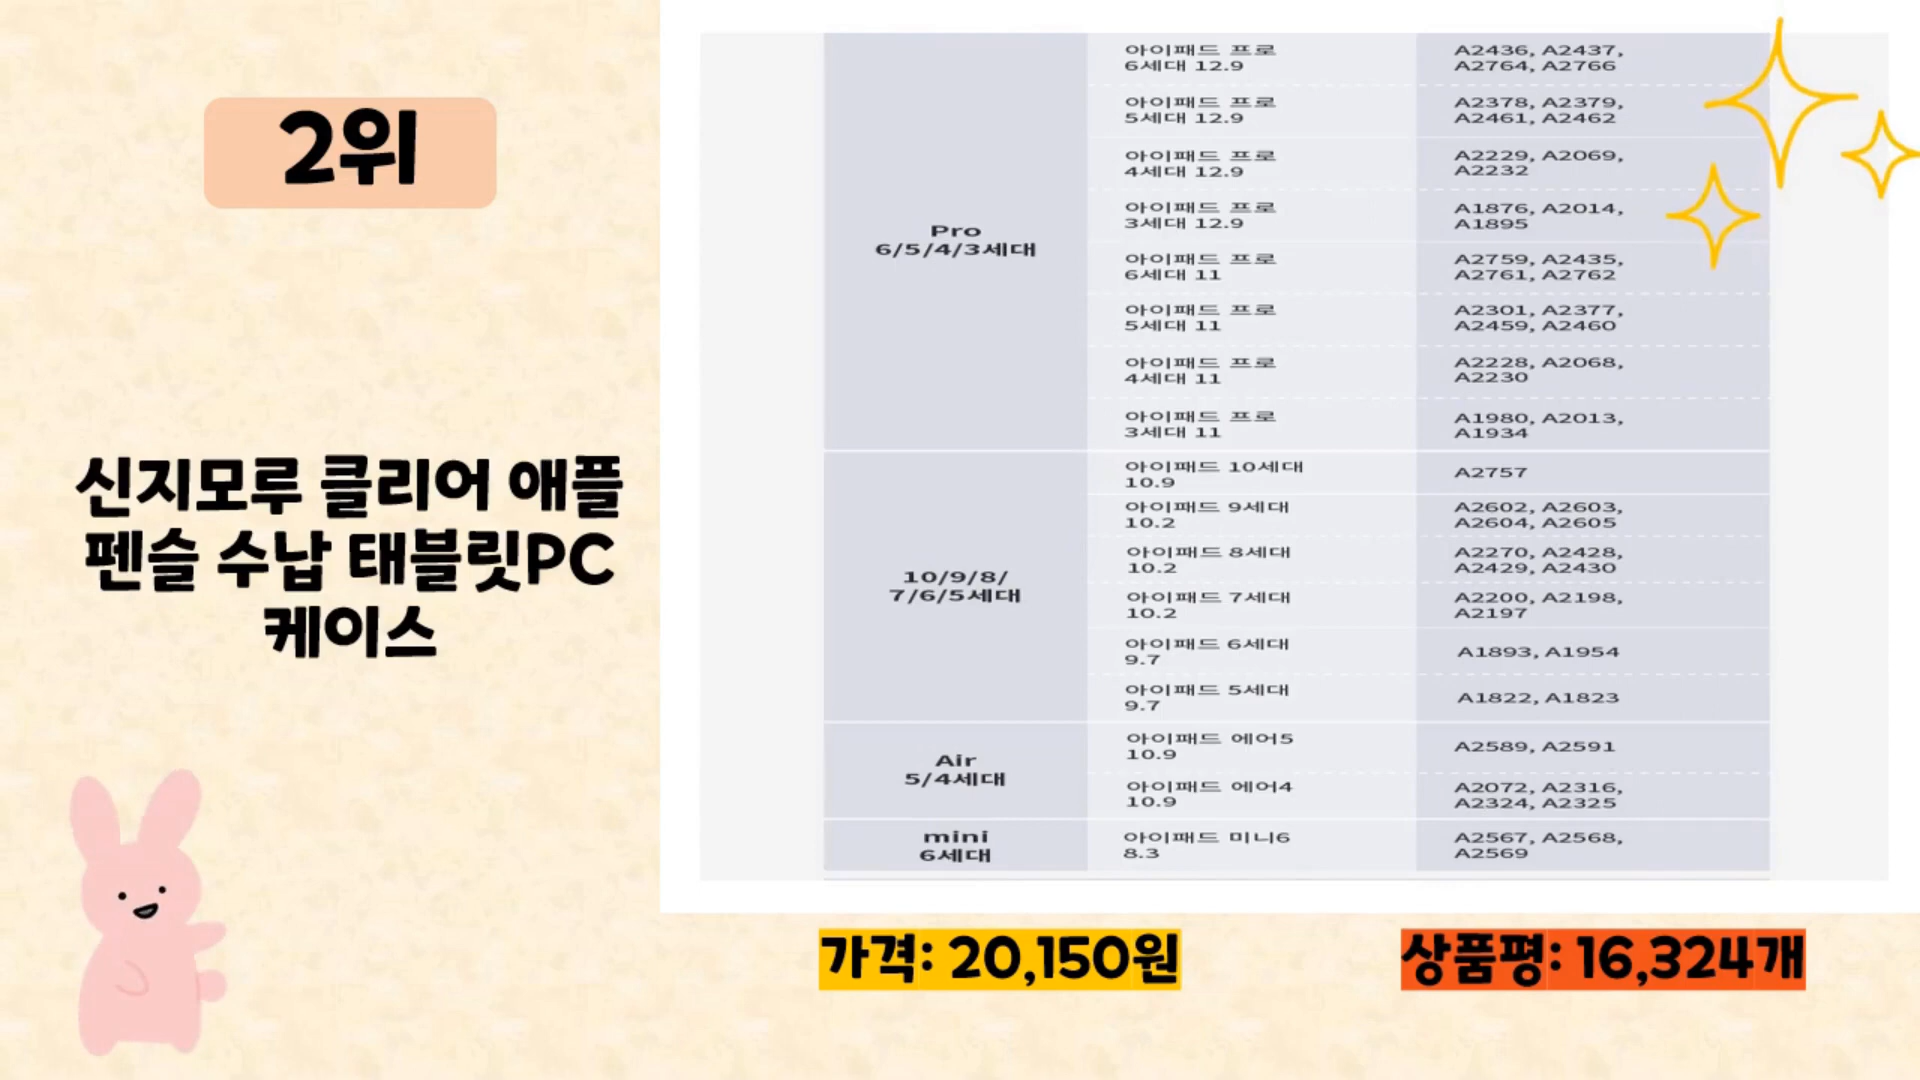 2위
신지모루 클리어 애플
펜슬 수납 태블릿PC
케이스
Pro
6/5/4/3세대
아이패드 프로
6세대 12.9
A2436, A2437,
A2764, A2766
아이패드 프로
5세대 12.9
A2378, A2379,
A2461, A2462
아이패드 프로
4세대 12.9
A2229, A2069,
A2232
아이패드 프로
3세대 12.9
A1876, A2014,
A1895
아이패드 프로
6세대 11
A2759, A2435,
A2761, A2762
아이패드 프로
5세대 11
A2301, A2377,
A2459, A2460
아이패드 프로
4세대 11
A2228, A2068,
A2230
아이패드 프로
3세대 11
A1980, A2013,
A1934
10/9/8/
7/6/5세대
아이패드 10세대
10.9
A2757
아이패드 9세대
10.2
A2602, A2603,
A2604, A2605
아이패드 8세대
10.2
A2270, A2428,
A2429, A2430
아이패드 7세대
10.2
A2200, A2198,
A2197
아이패드 6세대
9.7
A1893, A1954
아이패드 5세대
9.7
A1822, A1823
Air
5/4세대
아이패드 에어5
10.9
A2589, A2591
아이패드 에어4
10.9
A2072, A2316,
A2324, A2325
mini
6세대
아이패드 미니6
8.3
A2567, A2568,
A2569
가격: 20,150원
상품평: 16,324개